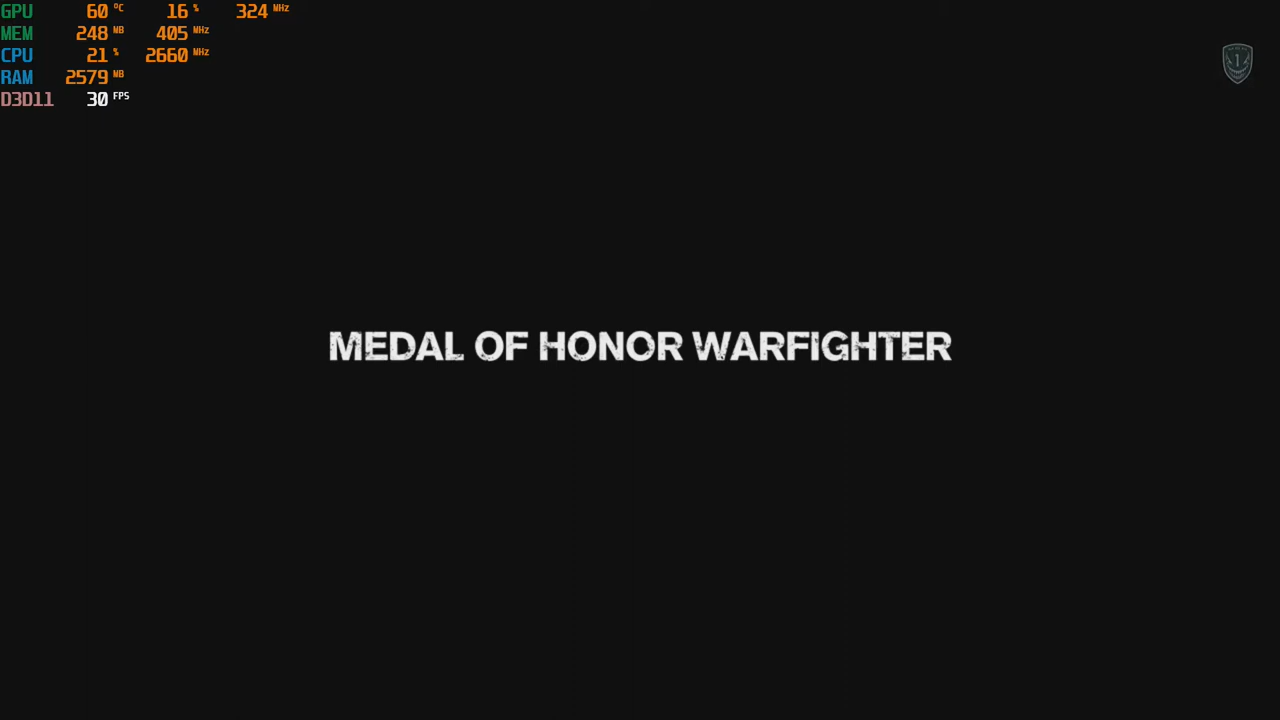 GPU 60 °C 16 % 324 MHz
MEM 248 MB 405 MHz
CPU 21 % 2660 MHz
RAM 2579 MB
D3D11 30 FPS
1
MEDAL OF HONOR WARFIGHTER